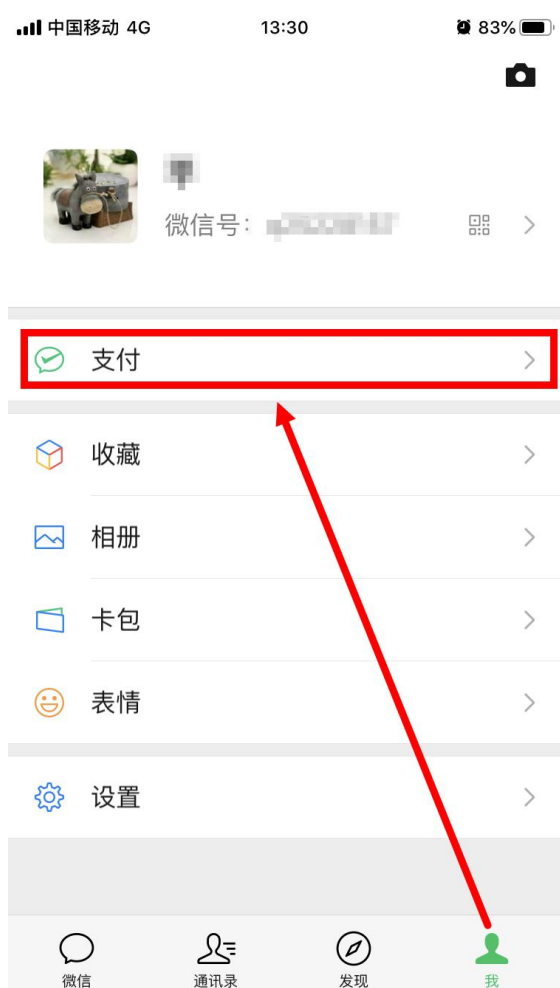 中国移动 4G 13:30 83%
微信号:
支付
收藏
相册
卡包
表情
设置
微信 通讯录 发现 我